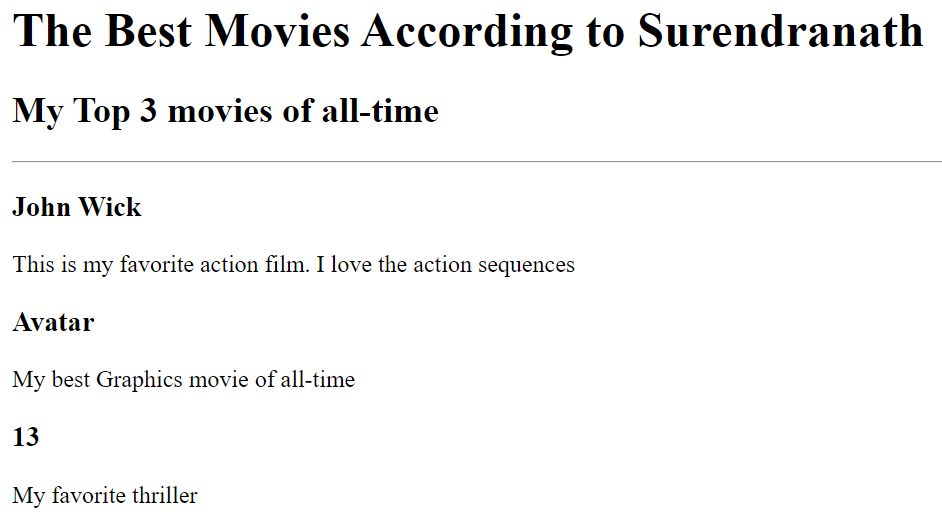 The Best Movies According to Surendranath
My Top 3 movies of all-time
John Wick
This is my favorite action film. I love the action sequences
Avatar
My best Graphics movie of all-time
13
My favorite thriller